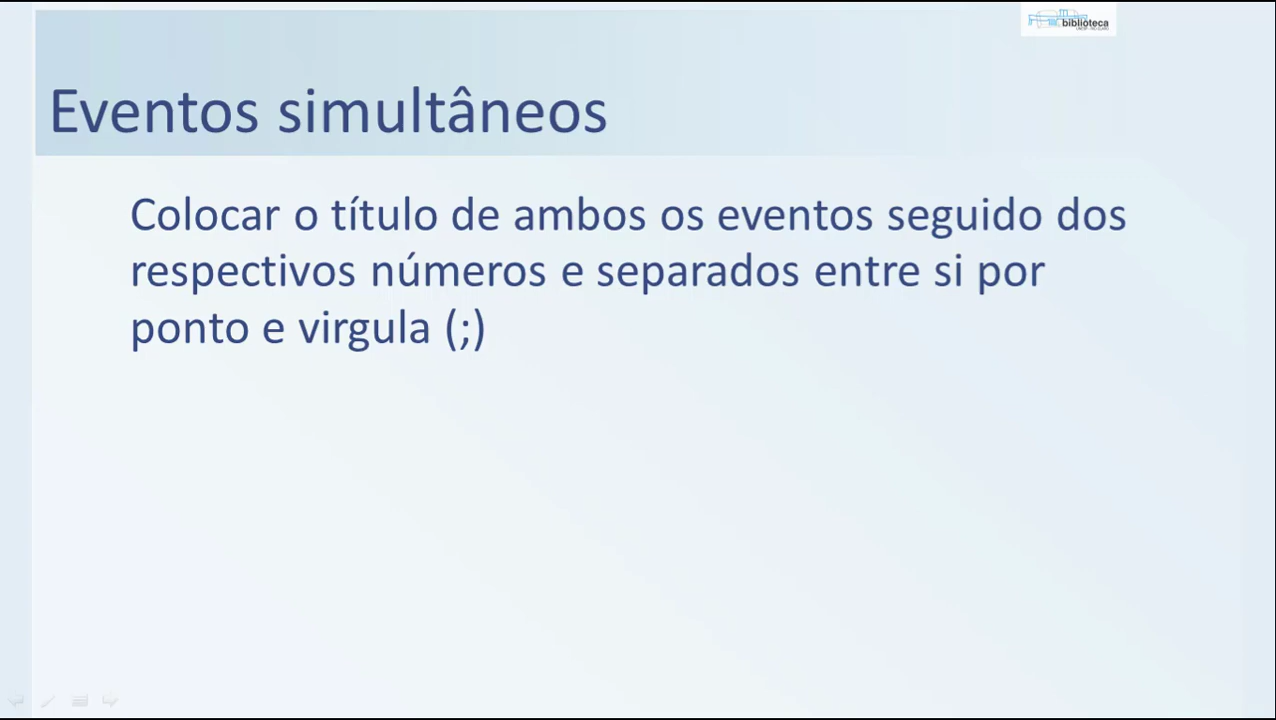 biblioteca
Eventos simultâneos
Colocar o título de ambos os eventos seguido dos
respectivos números e separados entre si por
ponto e virgula (;)